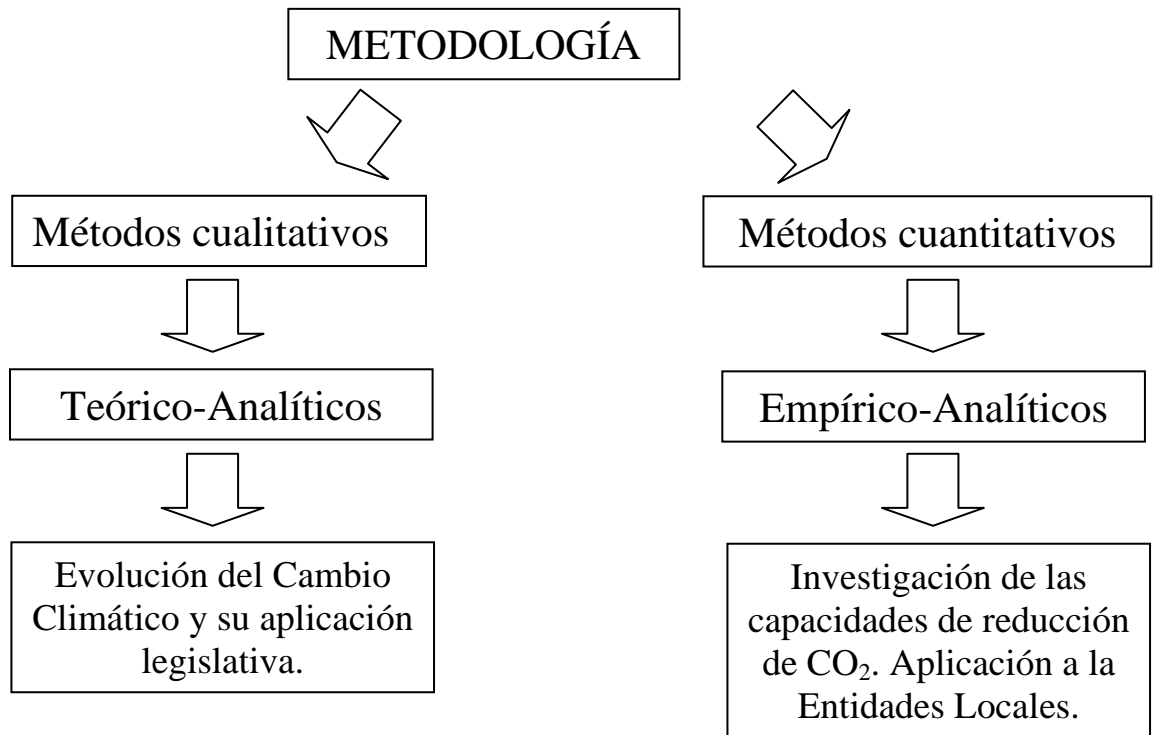 METODOLOGÍA
Métodos cualitativos
Métodos cuantitativos
Teórico-Analíticos
Empírico-Analíticos
Evolución del Cambio
Climático y su aplicación
legislativa.
Investigación de las
capacidades de reducción
de CO₂. Aplicación a la
Entidades Locales.